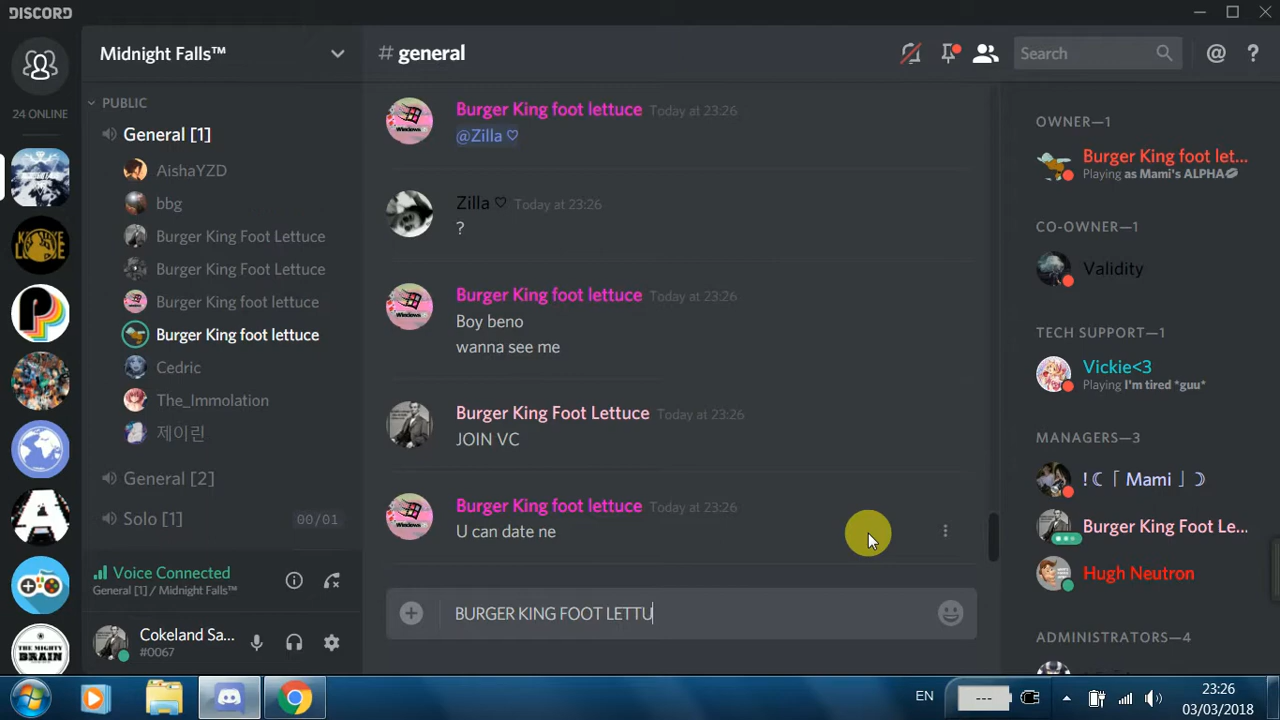 DISCORD
24 ONLINE
Midnight Falls™
PUBLIC
General [1]
AishaYZD
bbg
Burger King Foot Lettuce
Burger King Foot Lettuce
Burger King foot lettuce
Burger King foot lettuce
Cedric
The_Immolation
제이린
General [2]
Solo [1] 00/01
Voice Connected
General [1] / Midnight Falls™
Cokeland Sa...
#0067
# general
Search
@ ?
Burger King foot lettuce Today at 23:26
@Zilla ♡
Zilla ♡ Today at 23:26
?
Burger King foot lettuce Today at 23:26
Boy beno
wanna see me
Burger King Foot Lettuce Today at 23:26
JOIN VC
Burger King foot lettuce Today at 23:26
U can date ne
BURGER KING FOOT LETTU
OWNER—1
Burger King foot let...
Playing as Mami's ALPHA💋
CO-OWNER—1
Validity
TECH SUPPORT—1
Vickie<3
Playing I'm tired *guu*
MANAGERS—3
!☾「 Mami 」☽
Burger King Foot Le...
Hugh Neutron
ADMINISTRATORS—4
THE MIGHTY
BRAIN
EN
---
23:26
03/03/2018